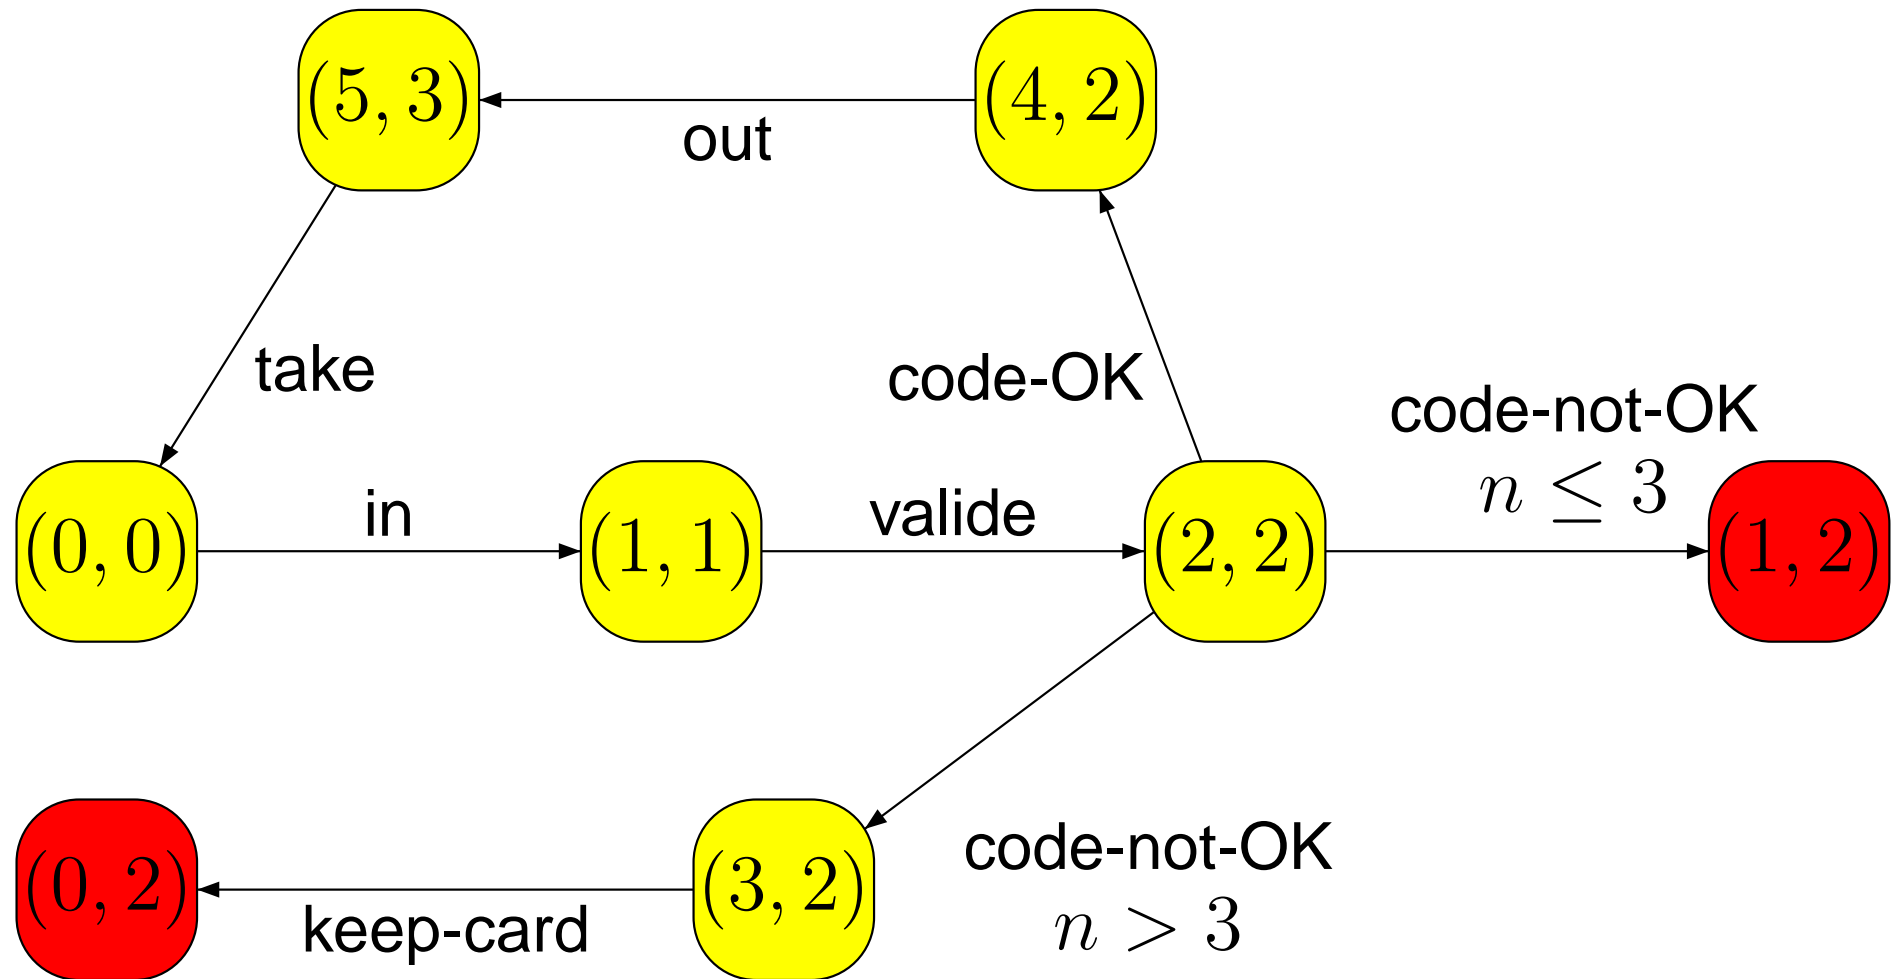 (5, 3)
(4, 2)
out
take
code-OK
code-not-OK
n ≤ 3
(0, 0)
in
(1, 1)
valide
(2, 2)
(1, 2)
(0, 2)
keep-card
(3, 2)
code-not-OK
n > 3